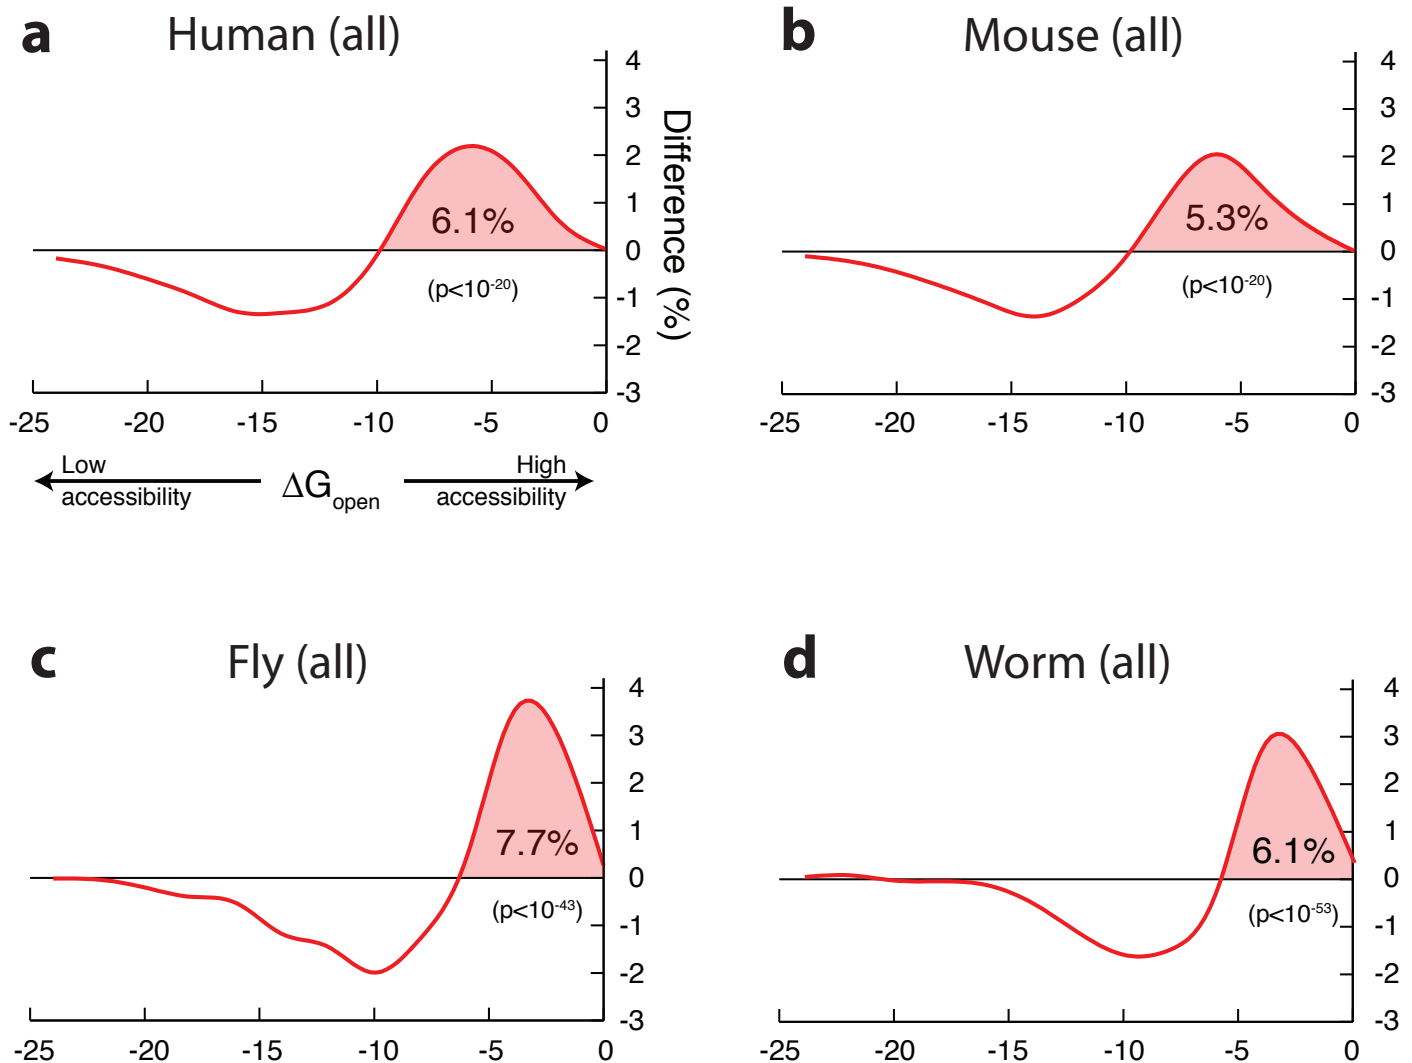 a Human (all)
4
3
2
1
0
-1
-2
-3
Difference (%)
6.1%
(p<10⁻²⁰)
-25 -20 -15 -10 -5 0
Low accessibility
ΔG_open
High accessibility
b Mouse (all)
4
3
2
1
0
-1
-2
-3
5.3%
(p<10⁻²⁰)
-25 -20 -15 -10 -5 0
c Fly (all)
4
3
2
1
0
-1
-2
-3
7.7%
(p<10⁻⁴³)
-25 -20 -15 -10 -5 0
d Worm (all)
4
3
2
1
0
-1
-2
-3
6.1%
(p<10⁻⁵³)
-25 -20 -15 -10 -5 0